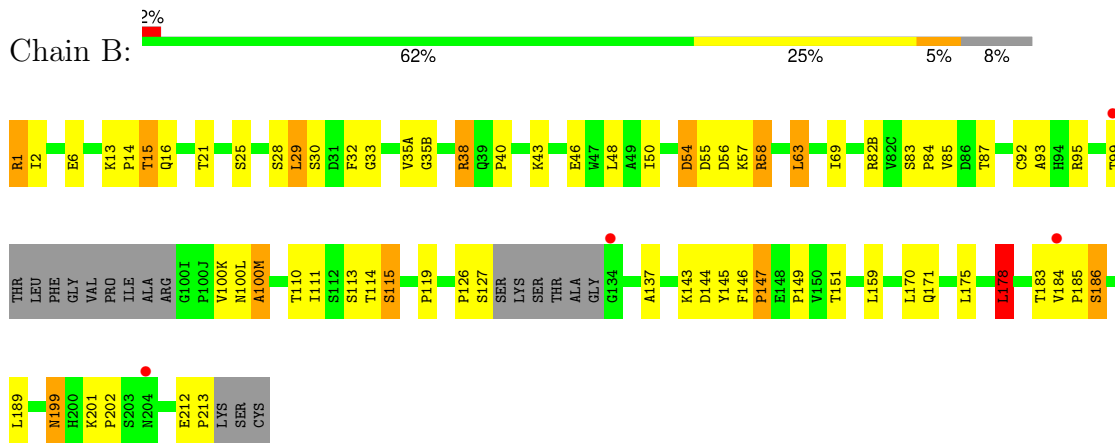 2%
Chain B:
62% 25% 5% 8%
R1 I2 E6 K13 P14 T15 Q16 T21 S25 S28 L29 S30 D31 F32 G33 V35A G35B R38 Q39 P40 K43 E46 W47 L48 A49 I50 D54 D55 D56 K57 R58 L63 I69 R82B V82C S83 P84 V85 D86 T87 C92 A93 H94 R95 T99
THR LEU PHE GLY VAL PRO ILE ALA ARG G100I P100J V100K N100L A100M T110 I111 S112 S113 T114 S115 P119 P126 S127 SER LYS SER THR ALA GLY G134 A137 K143 D144 Y145 F146 P147 E148 P149 V150 T151 L159 L170 Q171 L175 L178 T183 V184 P185 S186
L189 N199 H200 K201 P202 S203 N204 E212 P213 LYS SER CYS